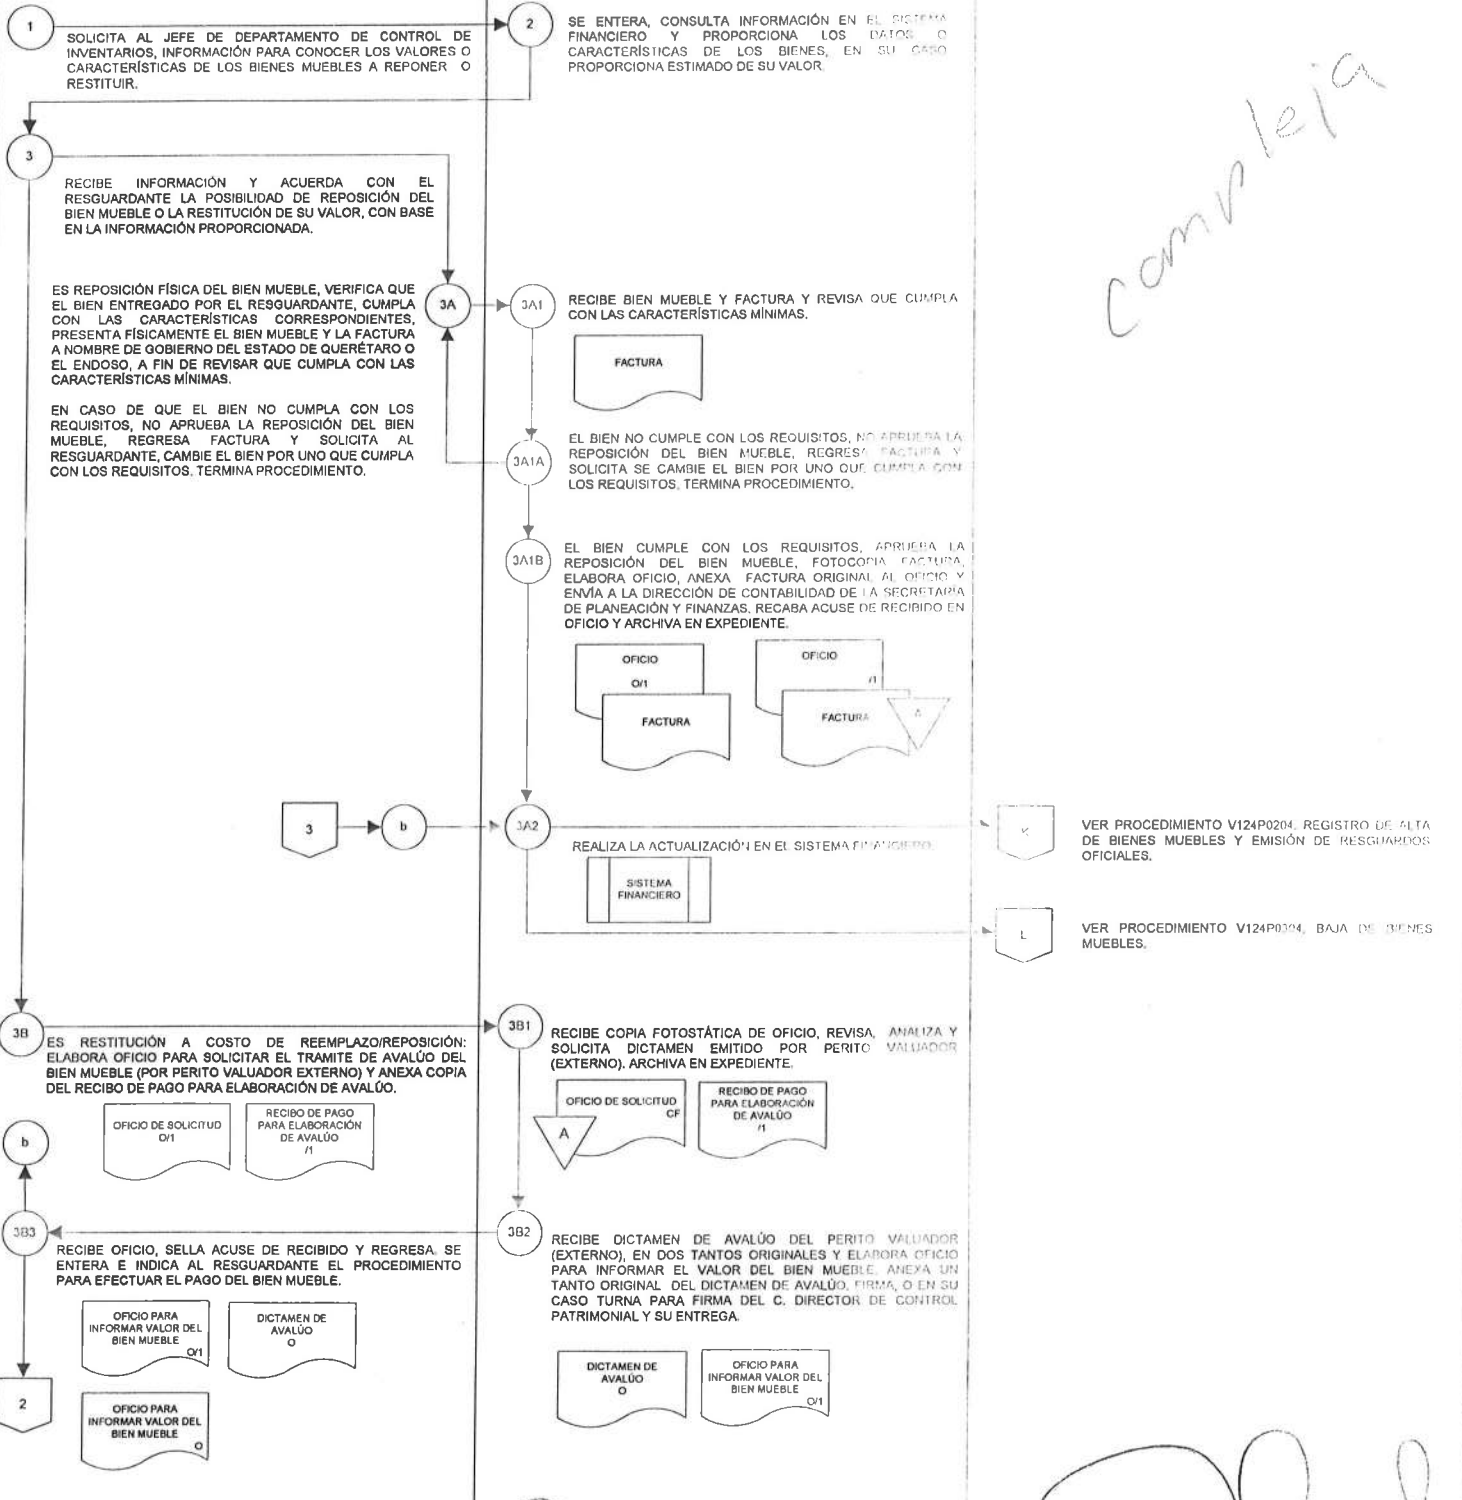 1
SOLICITA AL JEFE DE DEPARTAMENTO DE CONTROL DE
INVENTARIOS, INFORMACIÓN PARA CONOCER LOS VALORES O
CARACTERÍSTICAS DE LOS BIENES MUEBLES A REPONER O
RESTITUIR.
2
SE ENTERA, CONSULTA INFORMACIÓN EN EL SISTEMA
FINANCIERO Y PROPORCIONA LOS DATOS O
CARACTERÍSTICAS DE LOS BIENES, EN SU CASO
PROPORCIONA ESTIMADO DE SU VALOR.
compleja
3
RECIBE INFORMACIÓN Y ACUERDA CON EL
RESGUARDANTE LA POSIBILIDAD DE REPOSICIÓN DEL
BIEN MUEBLE O LA RESTITUCIÓN DE SU VALOR, CON BASE
EN LA INFORMACIÓN PROPORCIONADA.
ES REPOSICIÓN FÍSICA DEL BIEN MUEBLE, VERIFICA QUE
EL BIEN ENTREGADO POR EL RESGUARDANTE, CUMPLA
CON LAS CARACTERÍSTICAS CORRESPONDIENTES,
PRESENTA FÍSICAMENTE EL BIEN MUEBLE Y LA FACTURA
A NOMBRE DE GOBIERNO DEL ESTADO DE QUERÉTARO O
EL ENDOSO, A FIN DE REVISAR QUE CUMPLA CON LAS
CARACTERÍSTICAS MÍNIMAS.
EN CASO DE QUE EL BIEN NO CUMPLA CON LOS
REQUISITOS, NO APRUEBA LA REPOSICIÓN DEL BIEN
MUEBLE, REGRESA FACTURA Y SOLICITA AL
RESGUARDANTE, CAMBIE EL BIEN POR UNO QUE CUMPLA
CON LOS REQUISITOS. TERMINA PROCEDIMIENTO.
3A
3A1
RECIBE BIEN MUEBLE Y FACTURA Y REVISA QUE CUMPLA
CON LAS CARACTERÍSTICAS MÍNIMAS.
FACTURA
3A1A
EL BIEN NO CUMPLE CON LOS REQUISITOS, NO APRUEBA LA
REPOSICIÓN DEL BIEN MUEBLE, REGRESA FACTURA Y
SOLICITA SE CAMBIE EL BIEN POR UNO QUE CUMPLA CON
LOS REQUISITOS. TERMINA PROCEDIMIENTO.
3A1B
EL BIEN CUMPLE CON LOS REQUISITOS, APRUEBA LA
REPOSICIÓN DEL BIEN MUEBLE, FOTOCOPIA FACTURA,
ELABORA OFICIO, ANEXA FACTURA ORIGINAL AL OFICIO Y
ENVÍA A LA DIRECCIÓN DE CONTABILIDAD DE LA SECRETARÍA
DE PLANEACIÓN Y FINANZAS. RECABA ACUSE DE RECIBIDO EN
OFICIO Y ARCHIVA EN EXPEDIENTE.
OFICIO
O/1
FACTURA
OFICIO
/1
FACTURA
A
3
b
3A2
REALIZA LA ACTUALIZACIÓN EN EL SISTEMA FINANCIERO.
SISTEMA
FINANCIERO
K
VER PROCEDIMIENTO V124P0204, REGISTRO DE ALTA
DE BIENES MUEBLES Y EMISIÓN DE RESGUARDOS
OFICIALES.
L
VER PROCEDIMIENTO V124P0304, BAJA DE BIENES
MUEBLES.
3B
ES RESTITUCIÓN A COSTO DE REEMPLAZO/REPOSICIÓN:
ELABORA OFICIO PARA SOLICITAR EL TRAMITE DE AVALÚO DEL
BIEN MUEBLE (POR PERITO VALUADOR EXTERNO) Y ANEXA COPIA
DEL RECIBO DE PAGO PARA ELABORACIÓN DE AVALÚO.
OFICIO DE SOLICITUD
O/1
RECIBO DE PAGO
PARA ELABORACIÓN
DE AVALÚO
/1
3B1
RECIBE COPIA FOTOSTÁTICA DE OFICIO, REVISA, ANALIZA Y
SOLICITA DICTAMEN EMITIDO POR PERITO VALUADOR
(EXTERNO). ARCHIVA EN EXPEDIENTE.
OFICIO DE SOLICITUD
CF
A
RECIBO DE PAGO
PARA ELABORACIÓN
DE AVALÚO
/1
b
3B3
RECIBE OFICIO, SELLA ACUSE DE RECIBIDO Y REGRESA. SE
ENTERA E INDICA AL RESGUARDANTE EL PROCEDIMIENTO
PARA EFECTUAR EL PAGO DEL BIEN MUEBLE.
OFICIO PARA
INFORMAR VALOR DEL
BIEN MUEBLE
O/1
DICTAMEN DE
AVALÚO
O
2
OFICIO PARA
INFORMAR VALOR DEL
BIEN MUEBLE
O
3B2
RECIBE DICTAMEN DE AVALÚO DEL PERITO VALUADOR
(EXTERNO), EN DOS TANTOS ORIGINALES Y ELABORA OFICIO
PARA INFORMAR EL VALOR DEL BIEN MUEBLE, ANEXA UN
TANTO ORIGINAL DEL DICTAMEN DE AVALÚO, FIRMA, O EN SU
CASO TURNA PARA FIRMA DEL C. DIRECTOR DE CONTROL
PATRIMONIAL Y SU ENTREGA.
DICTAMEN DE
AVALÚO
O
OFICIO PARA
INFORMAR VALOR DEL
BIEN MUEBLE
O/1